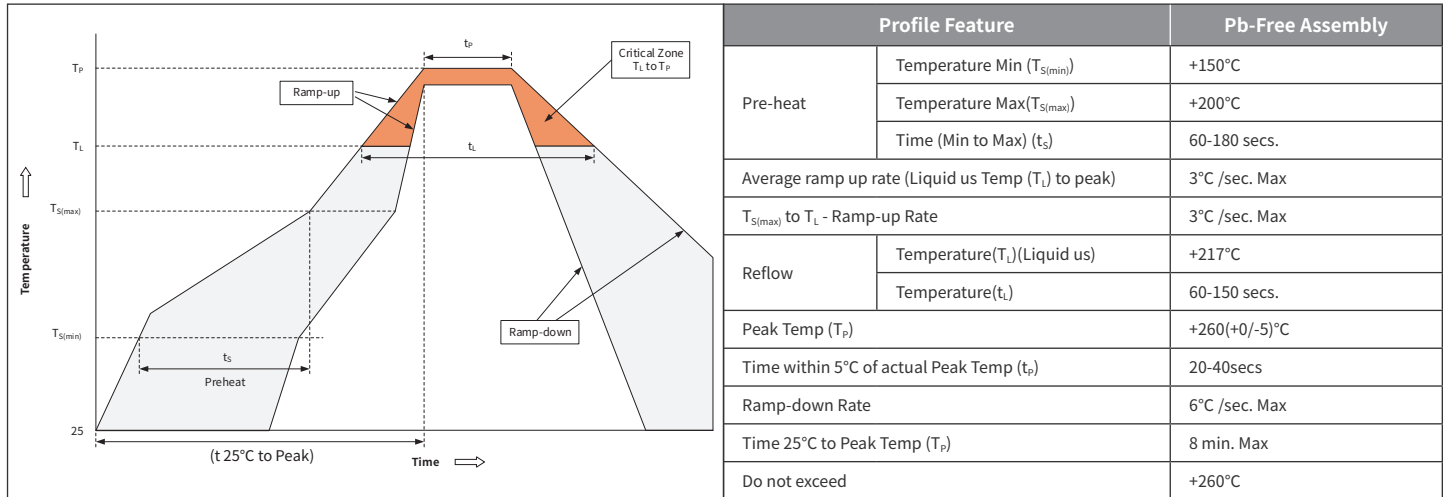 tP
TP
Critical Zone
TL to TP
Ramp-up
TL
tL
TS(max)
Temperature
Ramp-down
TS(min)
tS
Preheat
25
(t 25°C to Peak)
Time
Profile Feature Pb-Free Assembly
Pre-heat
Temperature Min (TS(min)) +150°C
Temperature Max(TS(max)) +200°C
Time (Min to Max) (tS) 60-180 secs.
Average ramp up rate (Liquid us Temp (TL) to peak) 3°C /sec. Max
TS(max) to TL - Ramp-up Rate 3°C /sec. Max
Reflow
Temperature(TL)(Liquid us) +217°C
Temperature(tL) 60-150 secs.
Peak Temp (TP) +260(+0/-5)°C
Time within 5°C of actual Peak Temp (tP) 20-40secs
Ramp-down Rate 6°C /sec. Max
Time 25°C to Peak Temp (TP) 8 min. Max
Do not exceed +260°C